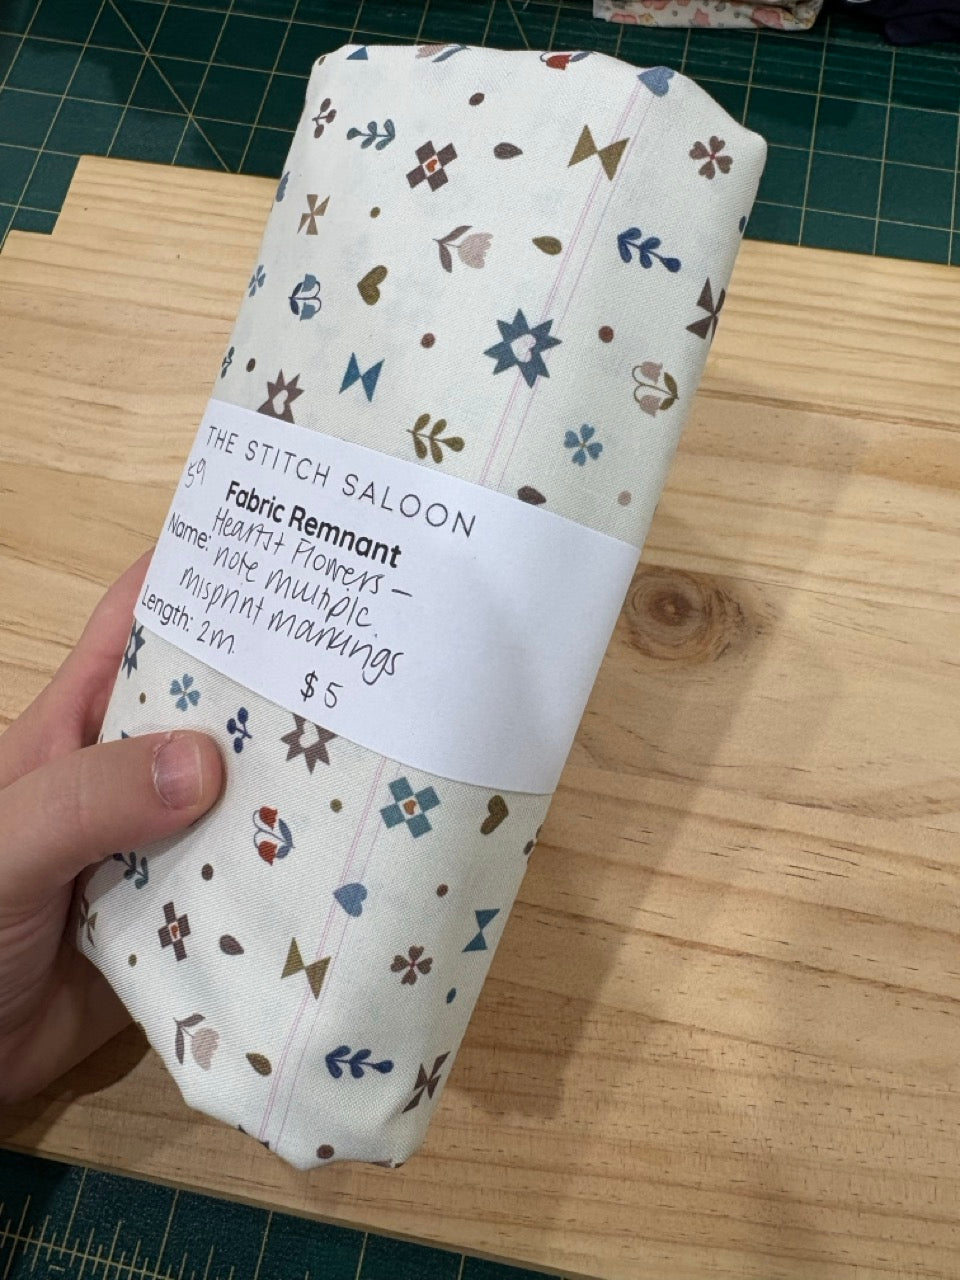 THE STITCH SALOON
59
Fabric Remnant
Name: Hearts + Flowers –
note multiple
misprint markings
Length: 2m.
$5